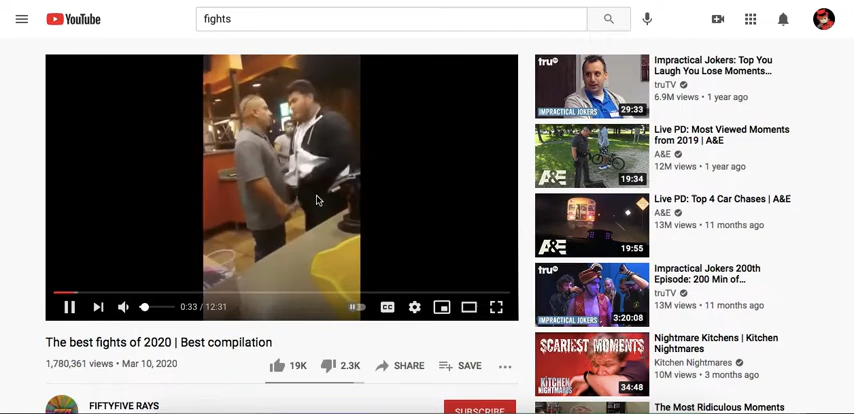 YouTube
fights
truTV
29:33
IMPRACTICAL JOKERS
Impractical Jokers: Top You
Laugh You Lose Moments...
truTV
6.9M views • 1 year ago
A&E
19:34
Live PD: Most Viewed Moments
from 2019 | A&E
A&E
12M views • 1 year ago
A&E
19:55
Live PD: Top 4 Car Chases | A&E
A&E
13M views • 11 months ago
truTV
IMPRACTICAL JOKERS
3:20:08
Impractical Jokers 200th
Episode: 200 Min of...
truTV
13M views • 11 months ago
SCARIEST MOMENTS
KITCHEN
NIGHTMARES
34:48
Nightmare Kitchens | Kitchen
Nightmares
Kitchen Nightmares
10M views • 3 months ago
The Most Ridiculous Moments
0:33 / 12:31
CC
The best fights of 2020 | Best compilation
1,780,361 views • Mar 10, 2020
19K
2.3K
SHARE
SAVE
FIFTYFIVE RAYS
SUBSCRIBE